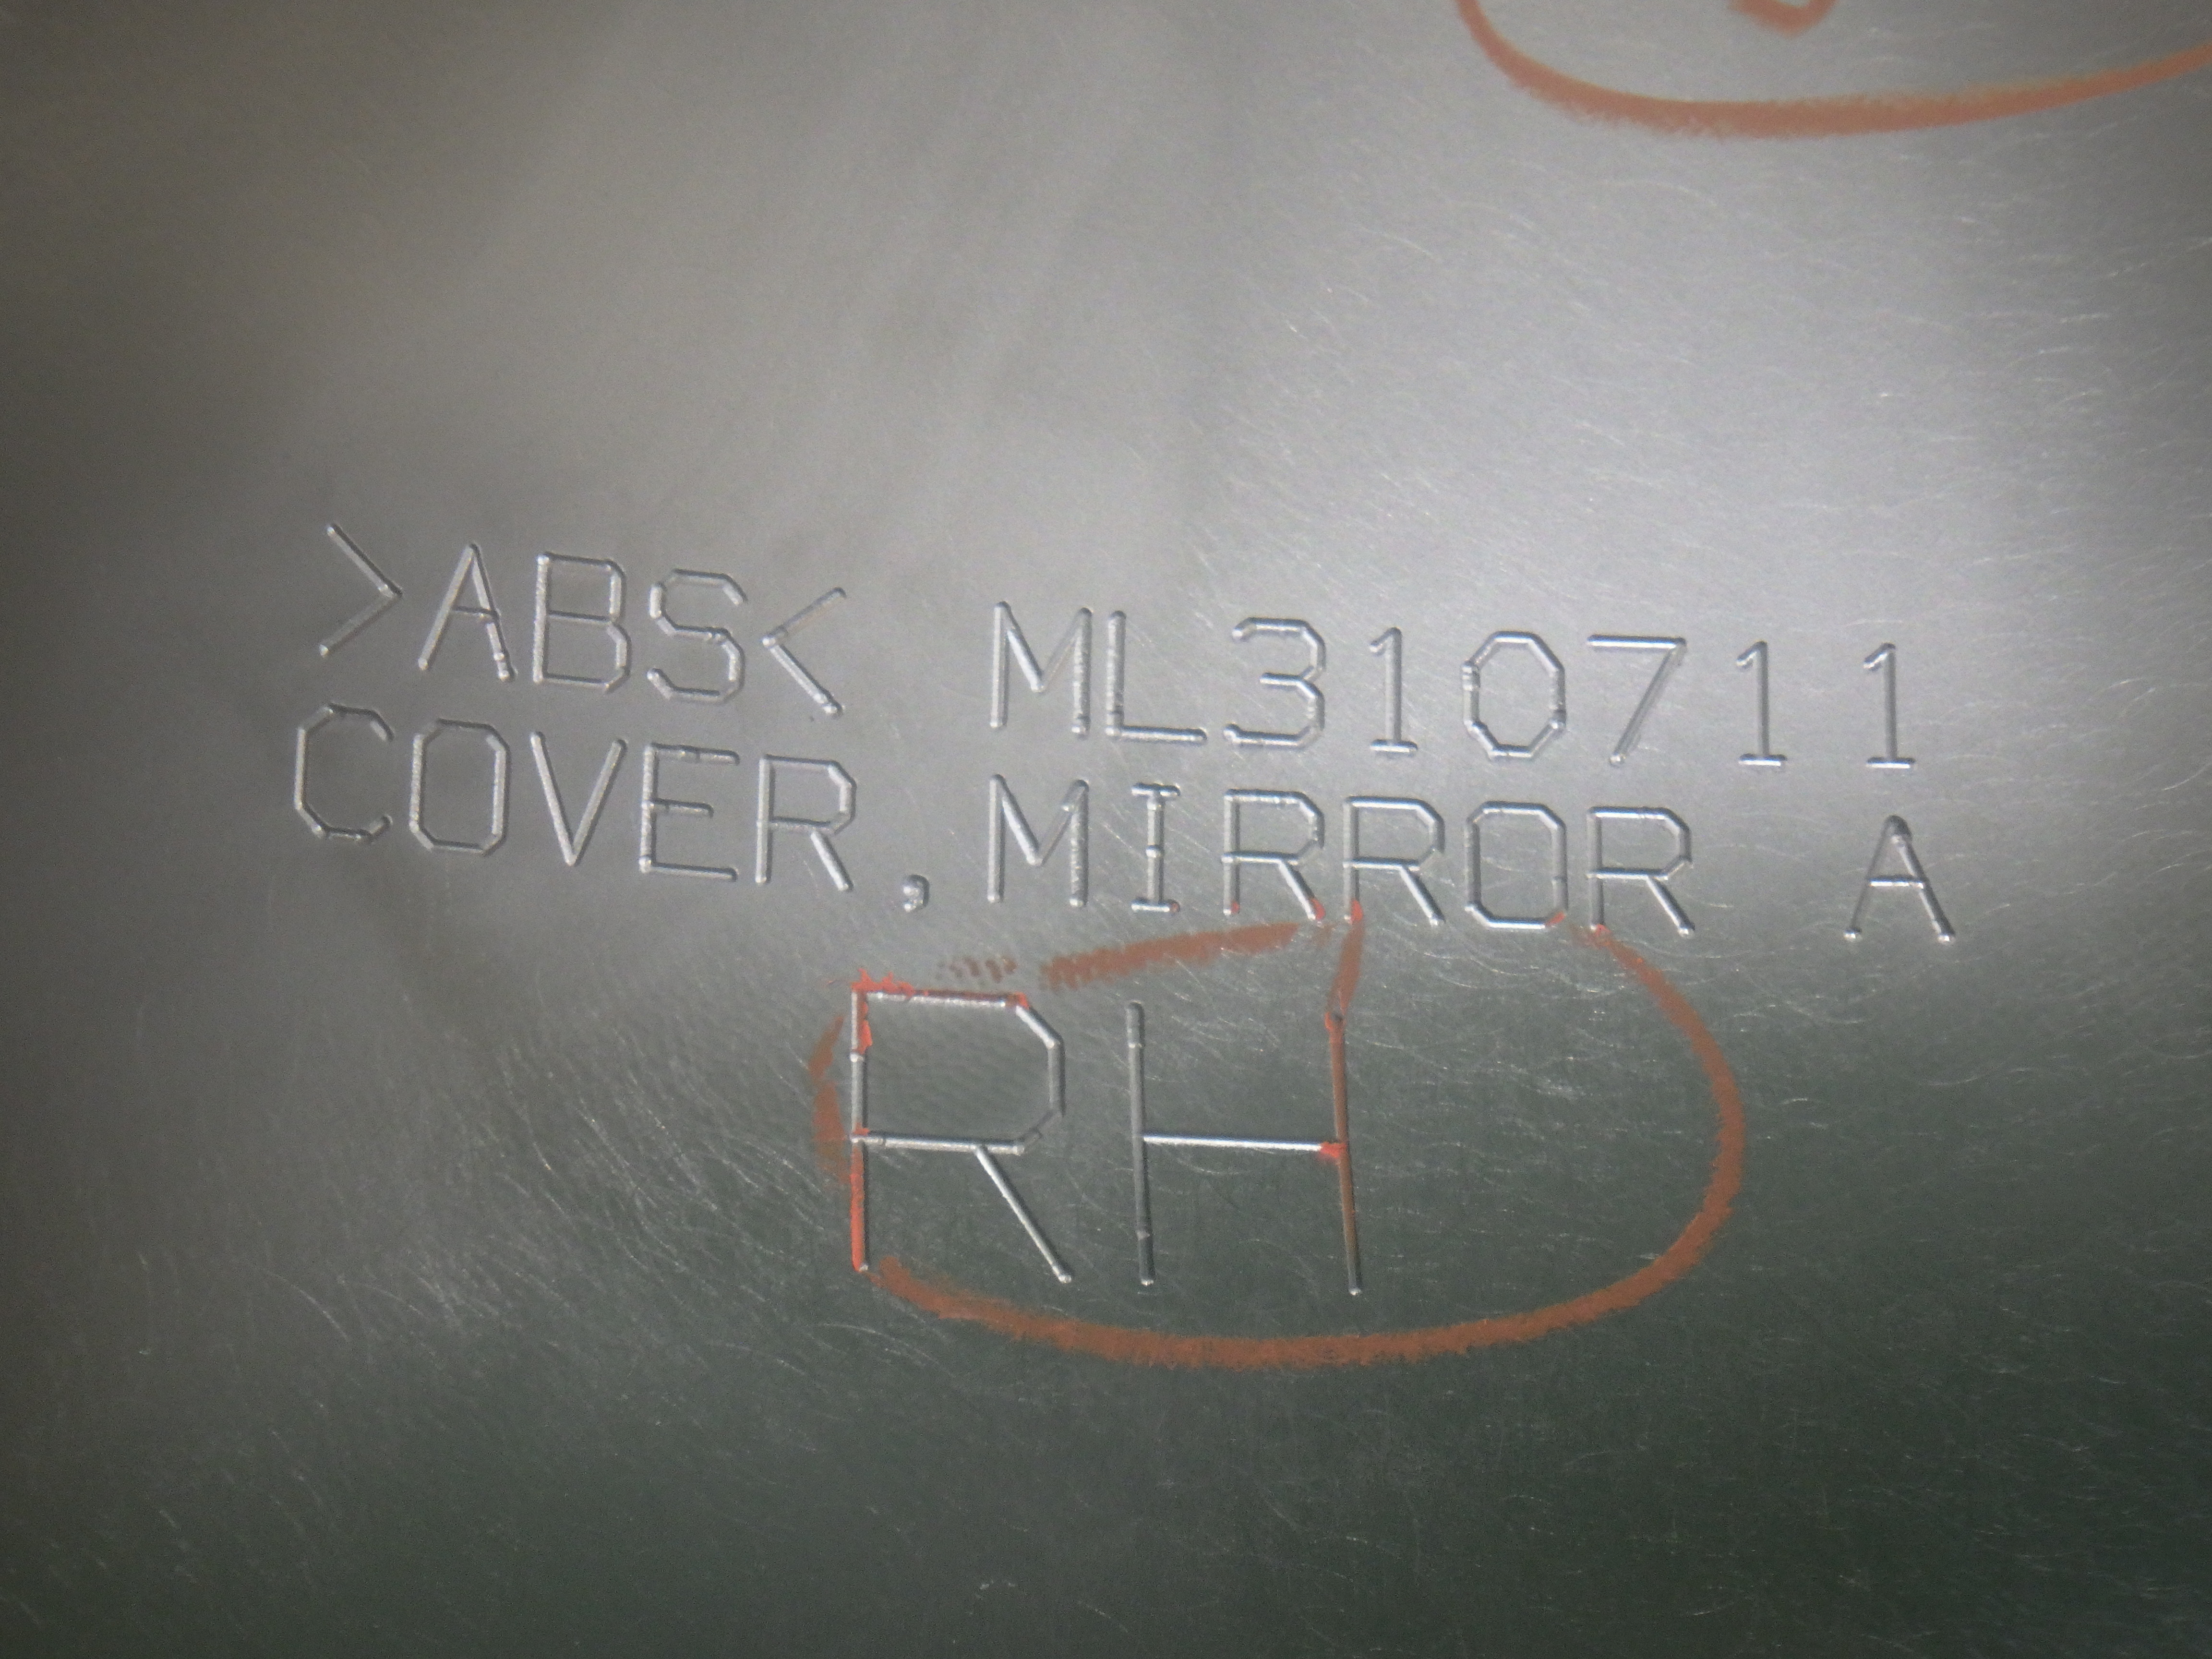 >ABS< ML310711
COVER,MIRROR A
RH